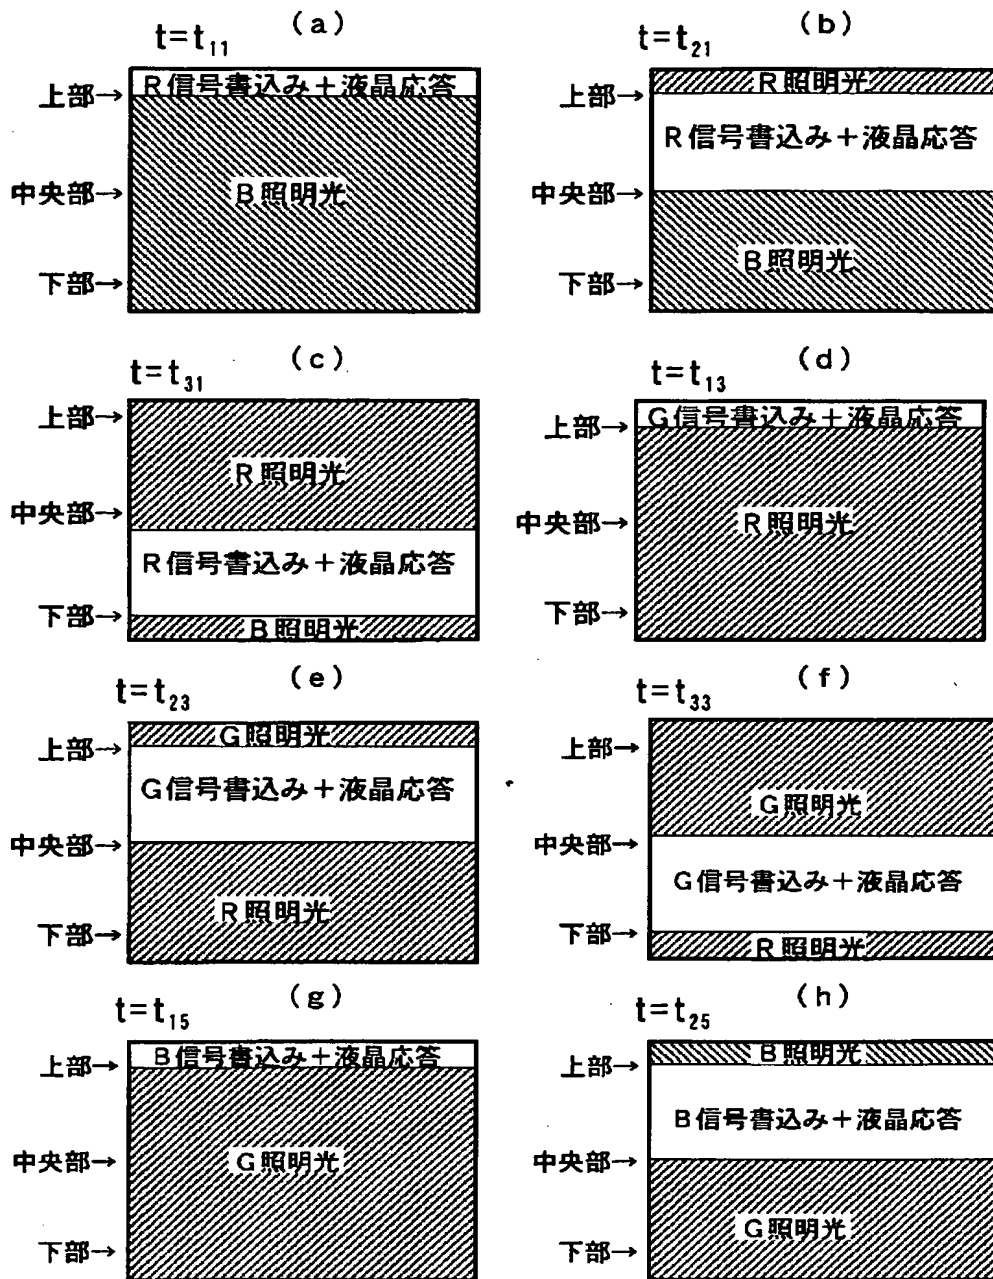 (a)
t=t₁₁
R信号書込み+液晶応答
上部→
中央部→
B照明光
下部→
(b)
t=t₂₁
R照明光
上部→
R信号書込み+液晶応答
中央部→
B照明光
下部→
(c)
t=t₃₁
上部→
R照明光
中央部→
R信号書込み+液晶応答
下部→
B照明光
(d)
t=t₁₃
G信号書込み+液晶応答
上部→
中央部→
R照明光
下部→
(e)
t=t₂₃
G照明光
上部→
G信号書込み+液晶応答
中央部→
R照明光
下部→
(f)
t=t₃₃
上部→
G照明光
中央部→
G信号書込み+液晶応答
下部→
R照明光
(g)
t=t₁₅
B信号書込み+液晶応答
上部→
中央部→
G照明光
下部→
(h)
t=t₂₅
B照明光
上部→
B信号書込み+液晶応答
中央部→
G照明光
下部→